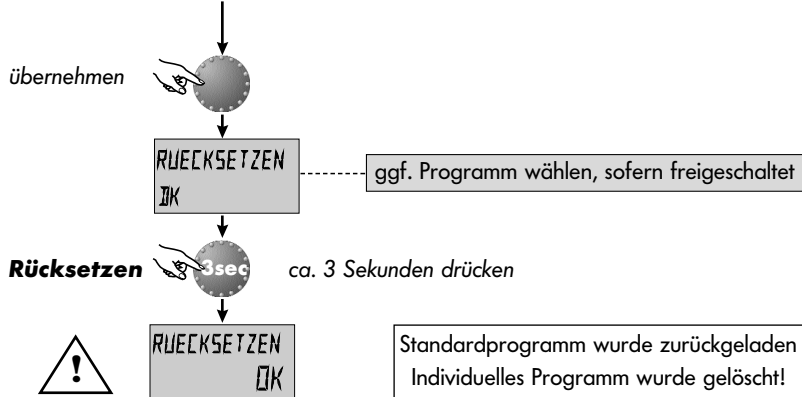 übernehmen
RUECKSETZEN
DK
ggf. Programm wählen, sofern freigeschaltet
Rücksetzen
3sec
ca. 3 Sekunden drücken
!
RUECKSETZEN
OK
Standardprogramm wurde zurückgeladen
Individuelles Programm wurde gelöscht!